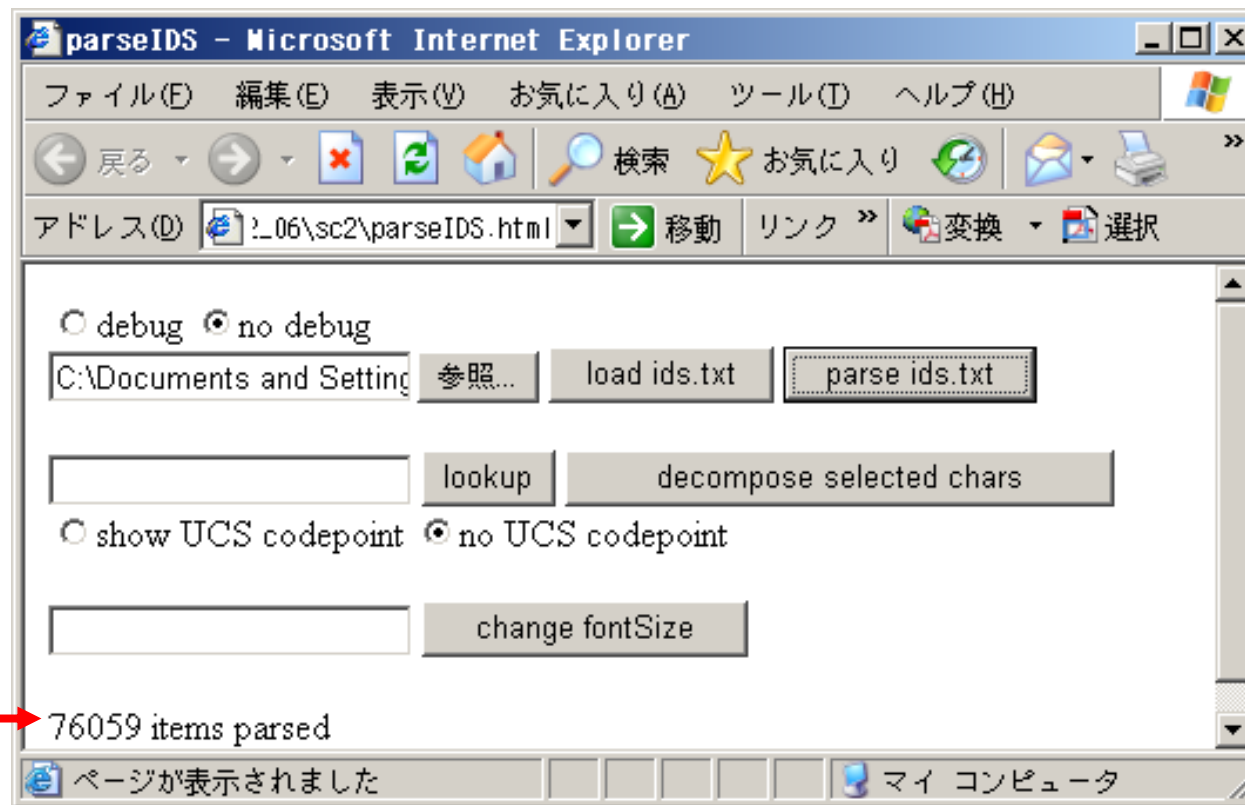 parseIDS - Microsoft Internet Explorer
ファイル(F) 編集(E) 表示(V) お気に入り(A) ツール(T) ヘルプ(H)
戻る 検索 お気に入り »
アドレス(D) 2_06\sc2\parseIDS.html 移動 リンク » 変換 選択
debug no debug
C:\Documents and Setting 参照... load ids.txt parse ids.txt
lookup decompose selected chars
show UCS codepoint no UCS codepoint
change fontSize
76059 items parsed
ページが表示されました マイ コンピュータ